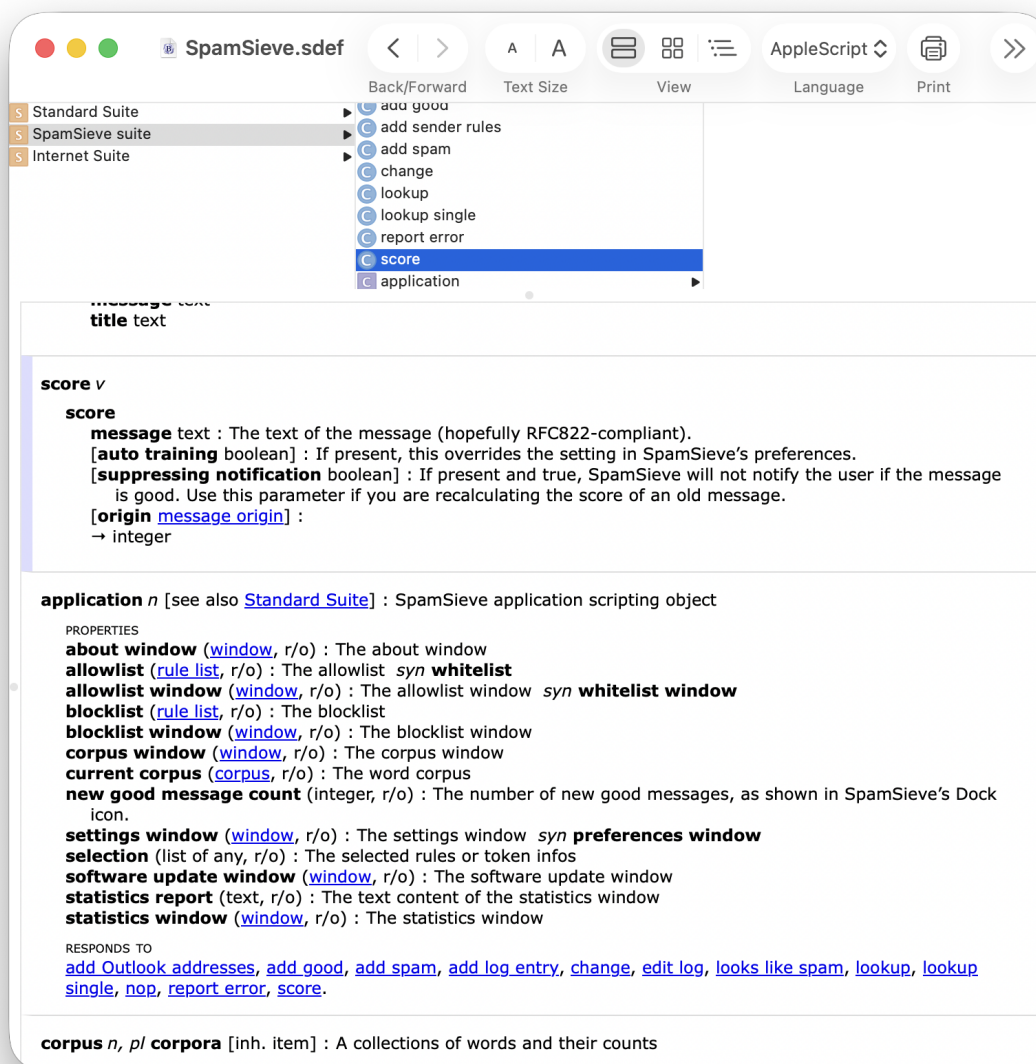 SpamSieve.sdef
A A
AppleScript
Back/Forward
Text Size
View
Language
Print
S Standard Suite
S SpamSieve suite
S Internet Suite
C add good
C add sender rules
C add spam
C change
C lookup
C lookup single
C report error
C score
C application
message text
title text
score v
score
message text : The text of the message (hopefully RFC822-compliant).
[auto training boolean] : If present, this overrides the setting in SpamSieve’s preferences.
[suppressing notification boolean] : If present and true, SpamSieve will not notify the user if the message
is good. Use this parameter if you are recalculating the score of an old message.
[origin message origin] :
→ integer
application n [see also Standard Suite] : SpamSieve application scripting object
PROPERTIES
about window (window, r/o) : The about window
allowlist (rule list, r/o) : The allowlist syn whitelist
allowlist window (window, r/o) : The allowlist window syn whitelist window
blocklist (rule list, r/o) : The blocklist
blocklist window (window, r/o) : The blocklist window
corpus window (window, r/o) : The corpus window
current corpus (corpus, r/o) : The word corpus
new good message count (integer, r/o) : The number of new good messages, as shown in SpamSieve’s Dock
icon.
settings window (window, r/o) : The settings window syn preferences window
selection (list of any, r/o) : The selected rules or token infos
software update window (window, r/o) : The software update window
statistics report (text, r/o) : The text content of the statistics window
statistics window (window, r/o) : The statistics window
RESPONDS TO
add Outlook addresses, add good, add spam, add log entry, change, edit log, looks like spam, lookup, lookup
single, nop, report error, score.
corpus n, pl corpora [inh. item] : A collections of words and their counts